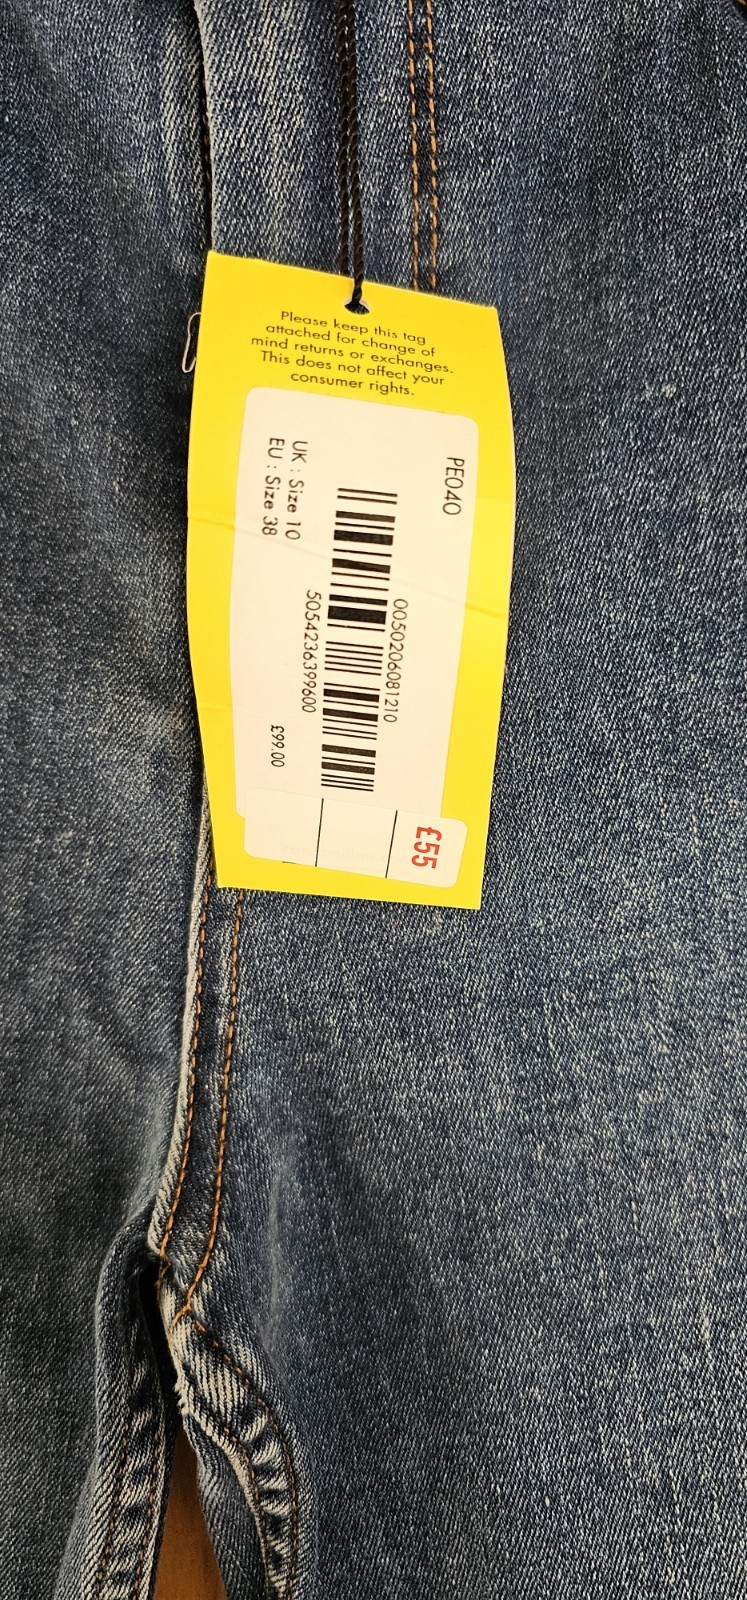 Please keep this tag
attached for change of
mind returns or exchanges.
This does not affect your
consumer rights.
PE040
0050206081210
5054236399600
UK : Size 10
EU : Size 38
£99.00
£55